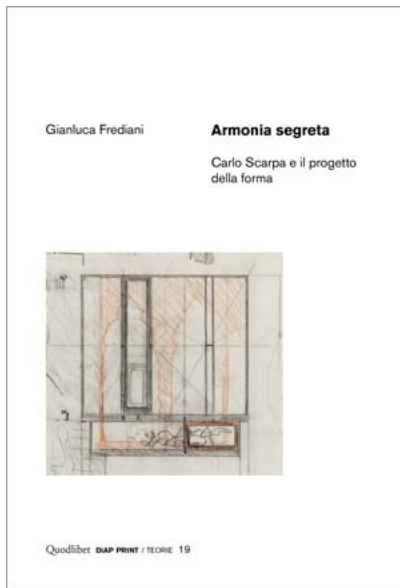 Gianluca Frediani
Armonia segreta
Carlo Scarpa e il progetto
della forma
Quodlibet DiAP PRINT / TEORIE 19